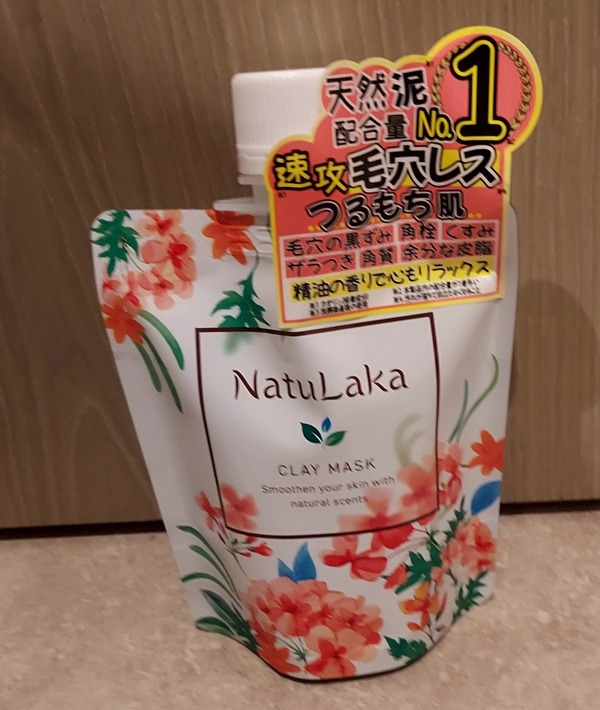 天然泥
配合量 No.1
速攻毛穴レス
つるもち肌
毛穴の黒ずみ 角栓 くすみ
ザラつき 角質 余分な皮脂
精油の香りで心もリラックス
NatuLaka
CLAY MASK
Smoothen your skin with
natural scents